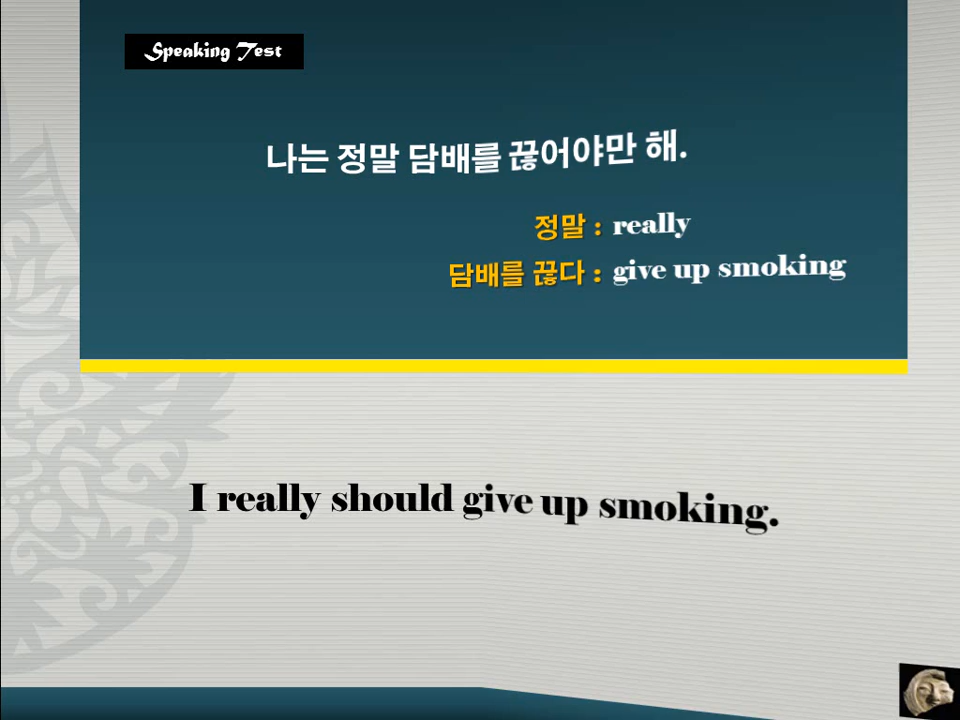 Speaking Test
나는 정말 담배를 끊어야만 해.
정말 : really
담배를 끊다 : give up smoking
I really should give up smoking.